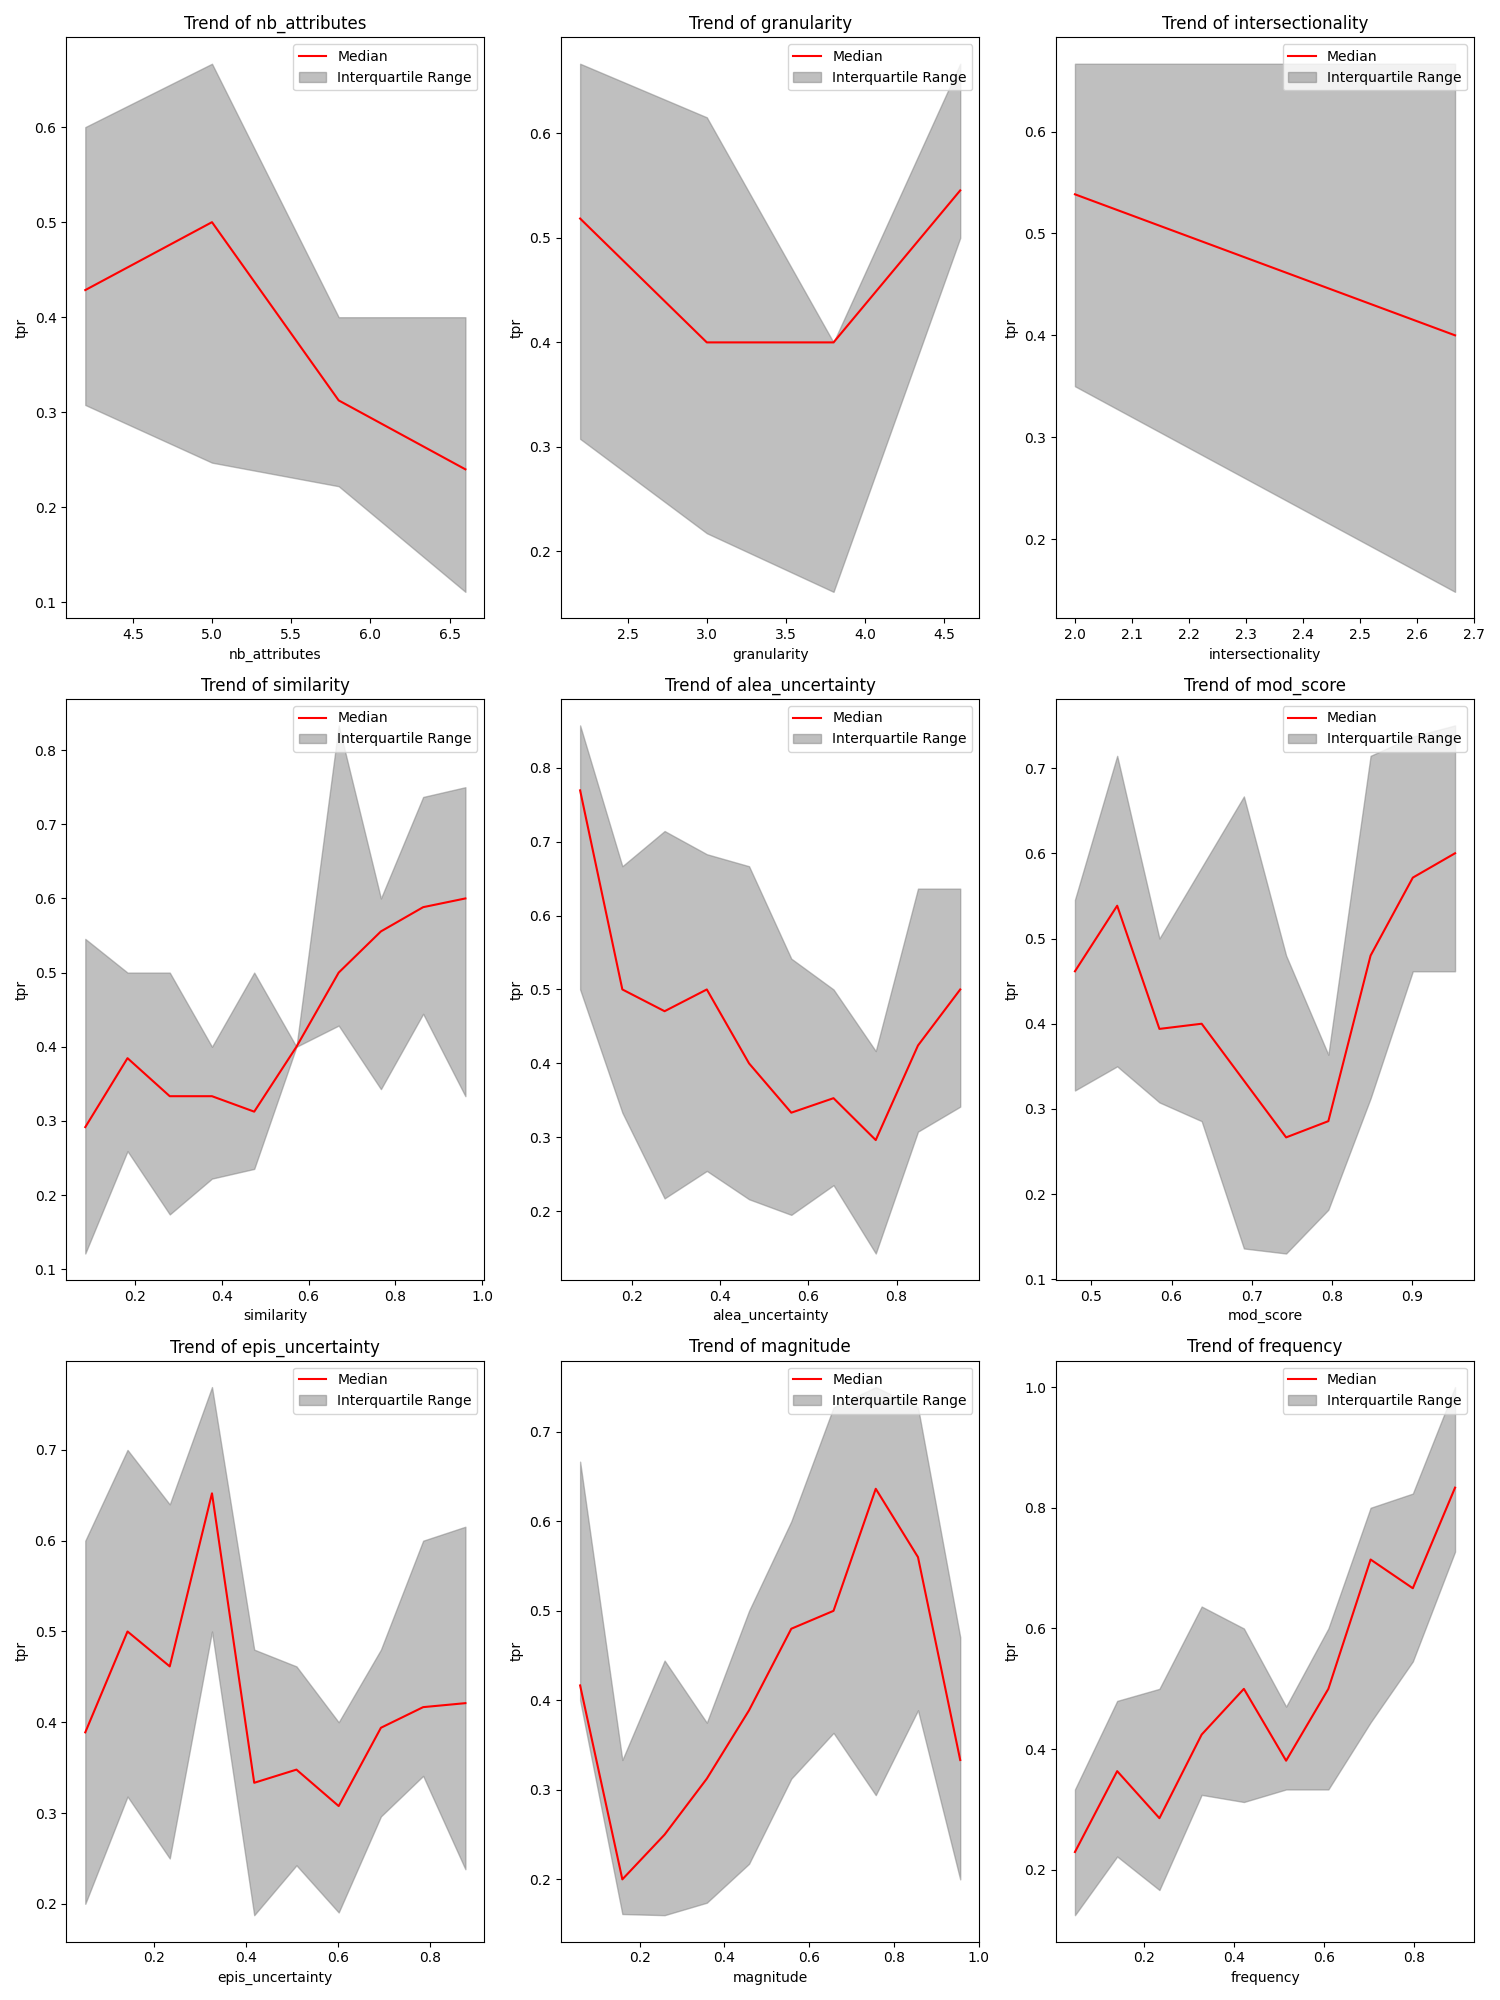 Trend of nb_attributes
Median
Interquartile Range
0.6
0.5
0.4
0.3
0.2
0.1
tpr
4.5 5.0 5.5 6.0 6.5
nb_attributes
Trend of granularity
Median
Interquartile Range
0.6
0.5
0.4
0.3
0.2
tpr
2.5 3.0 3.5 4.0 4.5
granularity
Trend of intersectionality
Median
Interquartile Range
0.6
0.5
0.4
0.3
0.2
tpr
2.0 2.1 2.2 2.3 2.4 2.5 2.6 2.7
intersectionality
Trend of similarity
Median
Interquartile Range
0.8
0.7
0.6
0.5
0.4
0.3
0.2
0.1
tpr
0.2 0.4 0.6 0.8 1.0
similarity
Trend of alea_uncertainty
Median
Interquartile Range
0.8
0.7
0.6
0.5
0.4
0.3
0.2
tpr
0.2 0.4 0.6 0.8
alea_uncertainty
Trend of mod_score
Median
Interquartile Range
0.7
0.6
0.5
0.4
0.3
0.2
0.1
tpr
0.5 0.6 0.7 0.8 0.9
mod_score
Trend of epis_uncertainty
Median
Interquartile Range
0.7
0.6
0.5
0.4
0.3
0.2
tpr
0.2 0.4 0.6 0.8
epis_uncertainty
Trend of magnitude
Median
Interquartile Range
0.7
0.6
0.5
0.4
0.3
0.2
tpr
0.2 0.4 0.6 0.8 1.0
magnitude
Trend of frequency
Median
Interquartile Range
1.0
0.8
0.6
0.4
0.2
tpr
0.2 0.4 0.6 0.8
frequency